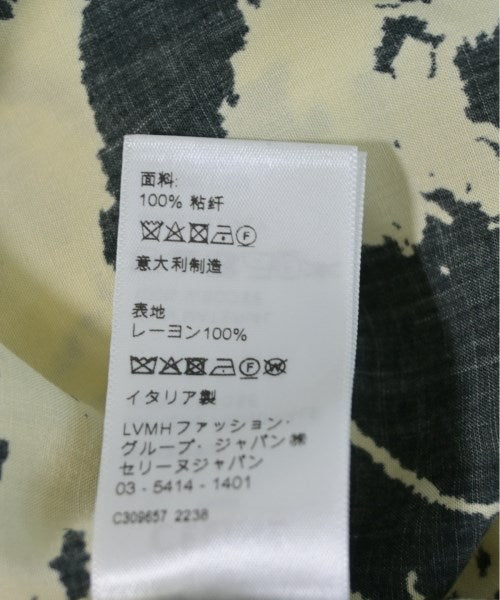 面料:
100% 粘纤
意大利制造
表地
レーヨン100%
イタリア製
LVMHファッション・
グループ・ジャパン㈱
セリーヌジャパン
03 - 5414 - 1401
C309657 2238